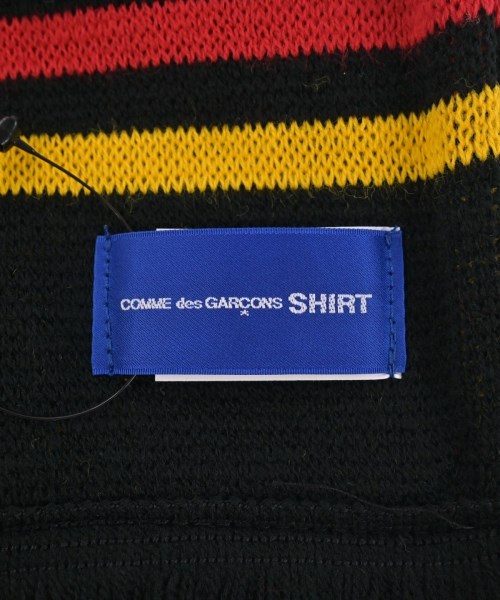 COMME des GARCONS SHIRT
*